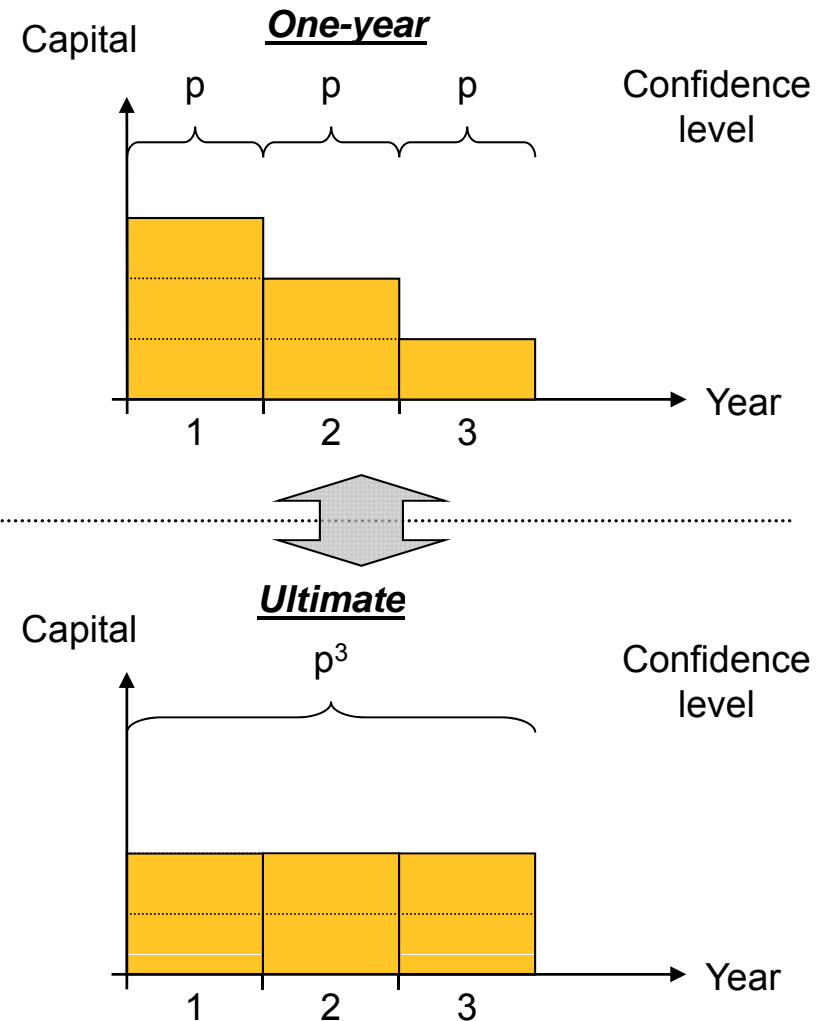 One-year
Capital
p p p
Confidence
level
Year
1 2 3
Ultimate
Capital
p³
Confidence
level
Year
1 2 3